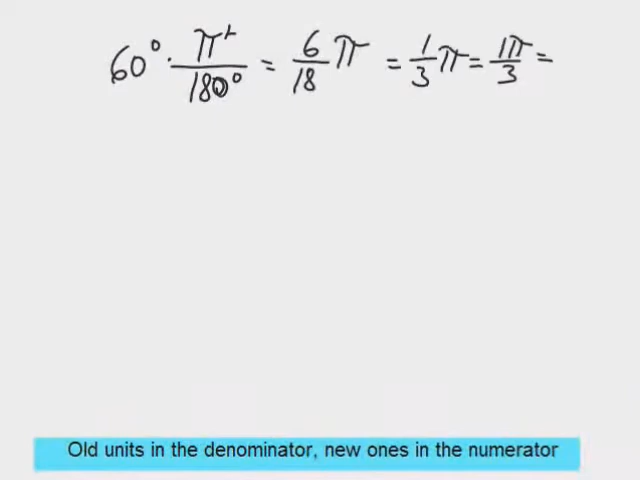 60° · π^r/180° = 6/18 π = 1/3 π = 1π/3 =
Old units in the denominator, new ones in the numerator